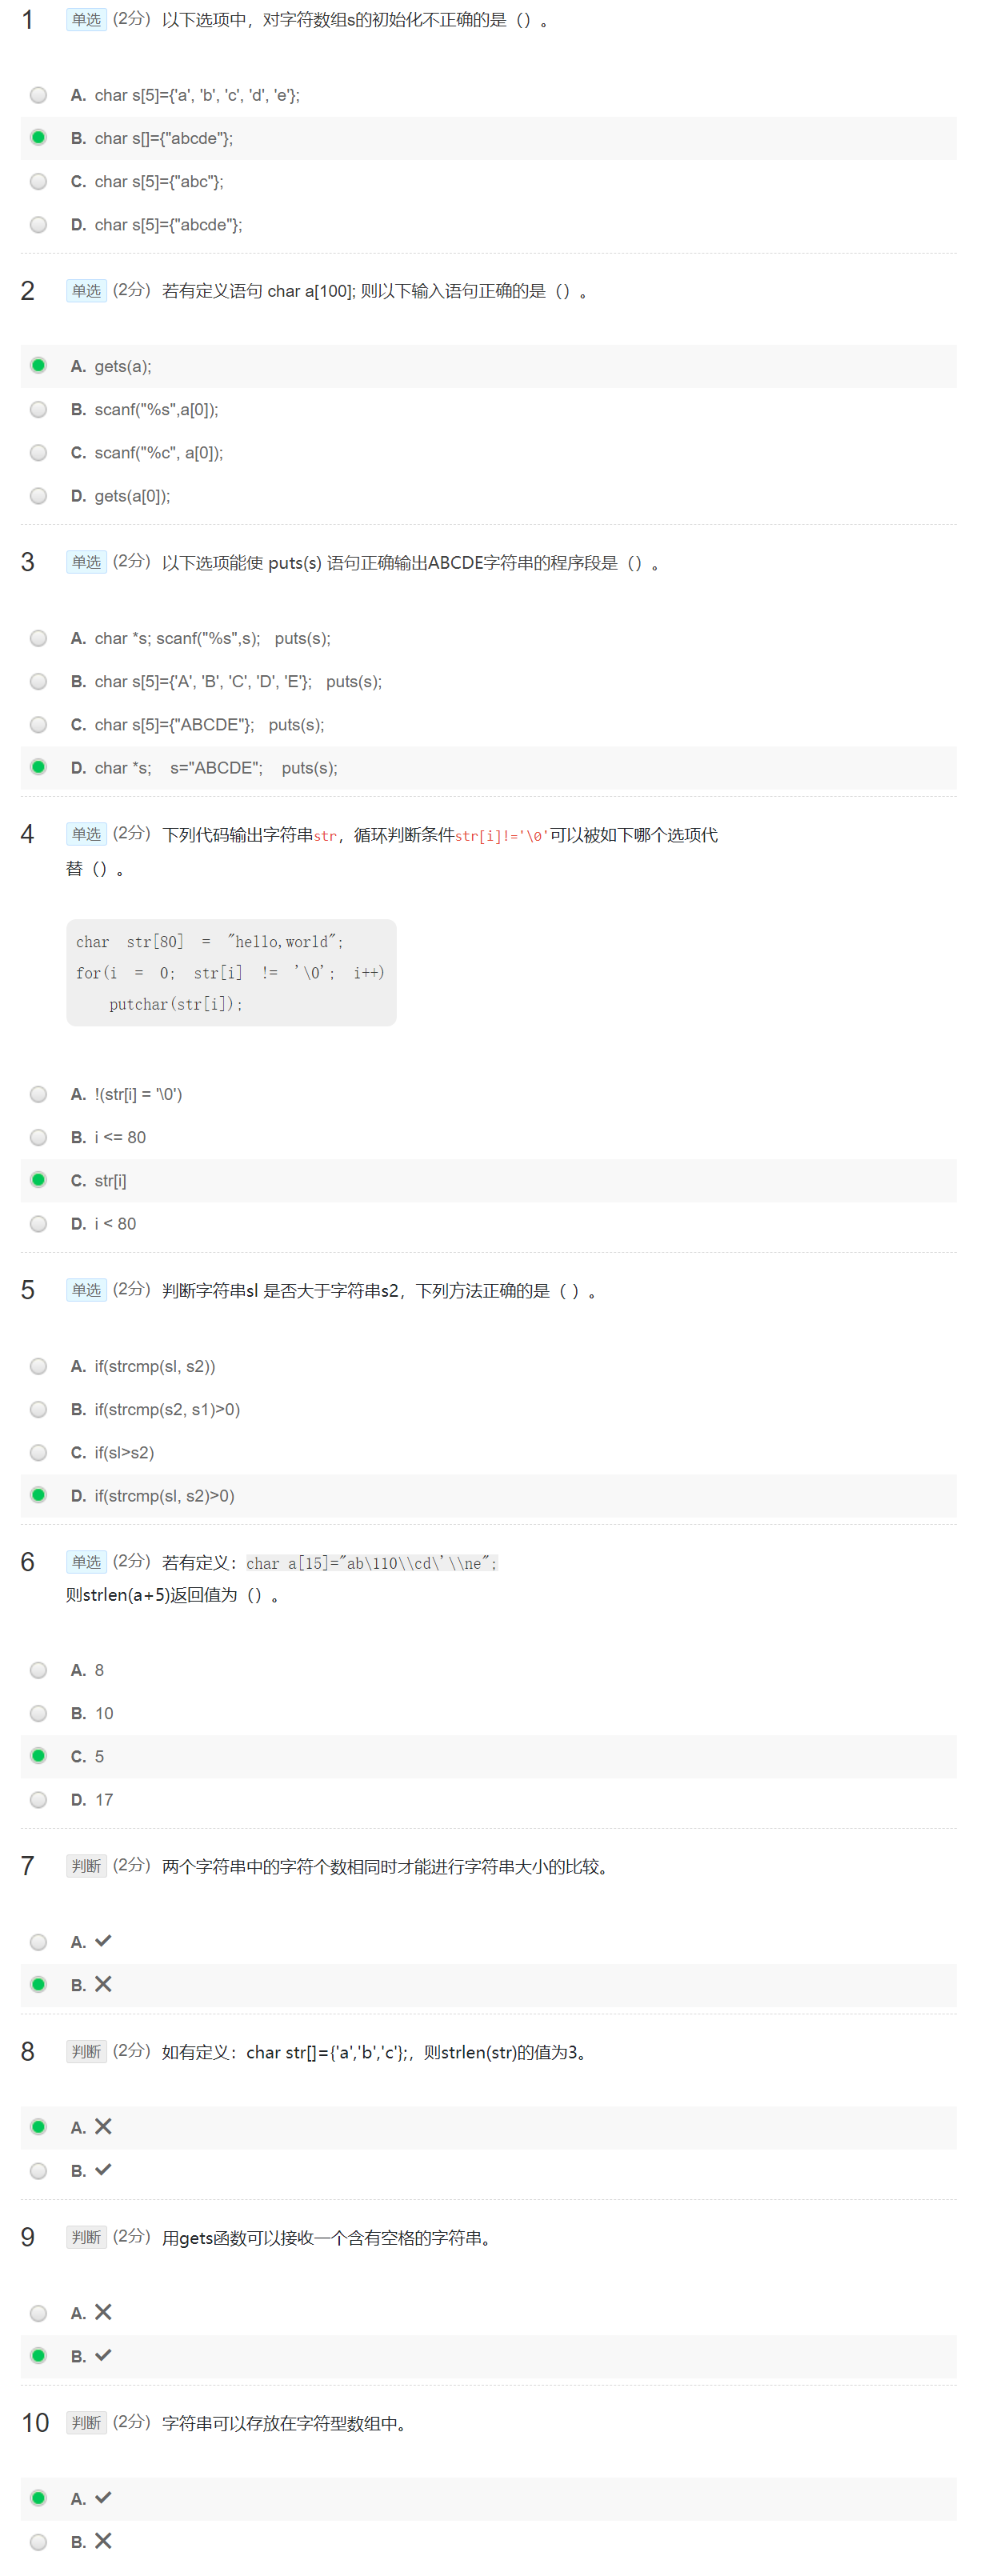 1 单选 (2分) 以下选项中，对字符数组s的初始化不正确的是（）。
A. char s[5]={'a', 'b', 'c', 'd', 'e'};
B. char s[]={"abcde"};
C. char s[5]={"abc"};
D. char s[5]={"abcde"};
2 单选 (2分) 若有定义语句 char a[100]; 则以下输入语句正确的是（）。
A. gets(a);
B. scanf("%s",a[0]);
C. scanf("%c", a[0]);
D. gets(a[0]);
3 单选 (2分) 以下选项能使 puts(s) 语句正确输出ABCDE字符串的程序段是（）。
A. char *s; scanf("%s",s); puts(s);
B. char s[5]={'A', 'B', 'C', 'D', 'E'}; puts(s);
C. char s[5]={"ABCDE"}; puts(s);
D. char *s; s="ABCDE"; puts(s);
4 单选 (2分) 下列代码输出字符串str，循环判断条件str[i]!='\0'可以被如下哪个选项代
替（）。
char str[80] = "hello,world";
for(i = 0; str[i] != '\0'; i++)
putchar(str[i]);
A. !(str[i] = '\0')
B. i <= 80
C. str[i]
D. i < 80
5 单选 (2分) 判断字符串sl 是否大于字符串s2，下列方法正确的是（ ）。
A. if(strcmp(sl, s2))
B. if(strcmp(s2, s1)>0)
C. if(sl>s2)
D. if(strcmp(sl, s2)>0)
6 单选 (2分) 若有定义：char a[15]="ab\110\\cd\'\\ne";
则strlen(a+5)返回值为（）。
A. 8
B. 10
C. 5
D. 17
7 判断 (2分) 两个字符串中的字符个数相同时才能进行字符串大小的比较。
A. ✓
B. ✕
8 判断 (2分) 如有定义：char str[]={'a','b','c'};，则strlen(str)的值为3。
A. ✕
B. ✓
9 判断 (2分) 用gets函数可以接收一个含有空格的字符串。
A. ✕
B. ✓
10 判断 (2分) 字符串可以存放在字符型数组中。
A. ✓
B. ✕